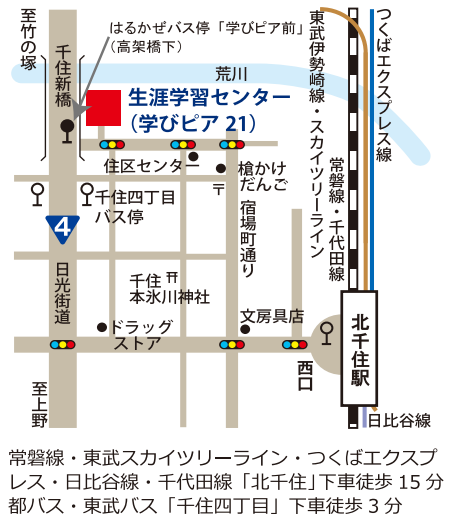 至竹の塚
千住新橋
はるかぜバス停「学びピア前」
（高架橋下）
荒川
東武伊勢崎線・スカイツリーライン
つくばエクスプレス線
生涯学習センター
（学びピア 21）
住区センター
槍かけ
だんご
〒
千住四丁目
バス停
宿場町通り
常磐線・千代田線
4
日光街道
千住
本氷川神社
ドラッグ
ストア
文房具店
北千住駅
西口
至上野
日比谷線
常磐線・東武スカイツリーライン・つくばエクスプ
レス・日比谷線・千代田線「北千住」下車徒歩 15 分
都バス・東武バス「千住四丁目」下車徒歩 3 分